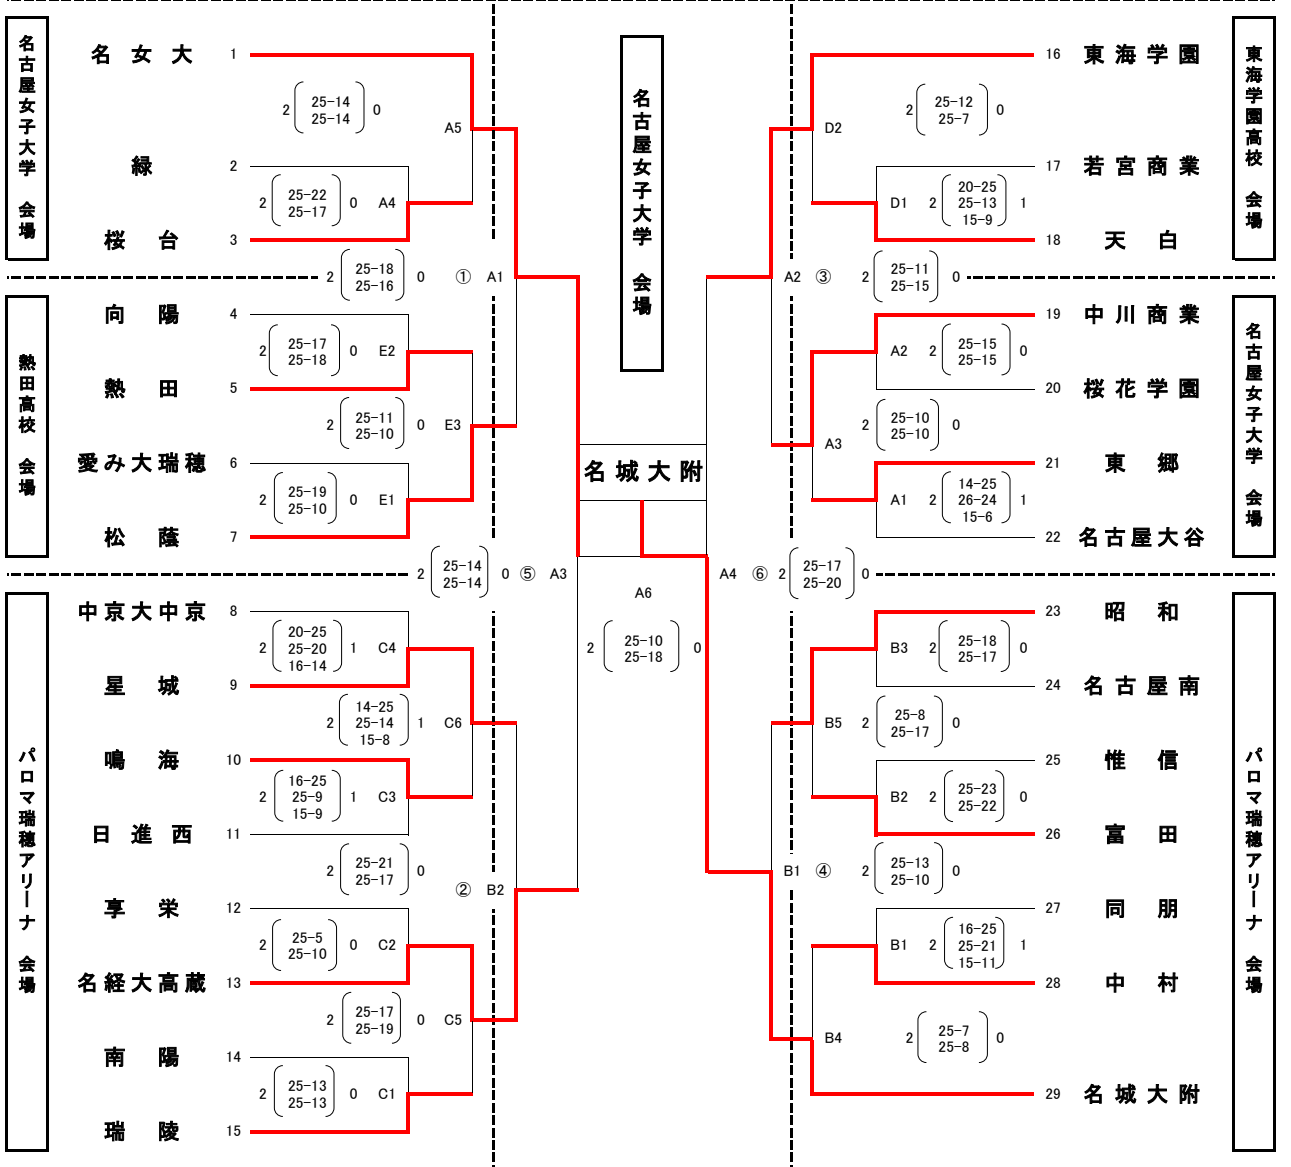 名古屋女子大学 会場
名女大 1
2 25-14 0
25-14
A5
緑 2
2 25-22 0 A4
25-17
桜台 3
2 25-18 0 ① A1
25-16
熱田高校 会場
向陽 4
2 25-17 0 E2
25-18
熱田 5
2 25-11 0 E3
25-10
愛み大瑞穂 6
2 25-19 0 E1
25-10
松蔭 7
2 25-14 0 ⑤ A3
25-14
パロマ瑞穂アリーナ 会場
中京大中京 8
20-25
2 25-20 1 C4
16-14
星城 9
14-25
2 25-14 1 C6
15-8
鳴海 10
16-25
2 25-9 1 C3
15-9
日進西 11
2 25-21 0
25-17
② B2
享栄 12
2 25-5 0 C2
25-10
名経大高蔵 13
2 25-17 0 C5
25-19
南陽 14
2 25-13 0 C1
25-13
瑞陵 15
名古屋女子大学 会場
名城大附
A6
2 25-10 0
25-18
東海学園高校 会場
16 東海学園
D2
2 25-12 0
25-7
17 若宮商業
20-25
D1 2 25-13 1
15-9
18 天白
A2 ③ 2 25-11 0
25-15
名古屋女子大学 会場
19 中川商業
A2 2 25-15 0
25-15
20 桜花学園
2 25-10 0
25-10
A3
21 東郷
14-25
A1 2 26-24 1
15-6
22 名古屋大谷
A4 ⑥ 2 25-17 0
25-20
パロマ瑞穂アリーナ 会場
23 昭和
B3 2 25-18 0
25-17
24 名古屋南
B5 2 25-8 0
25-17
25 惟信
B2 2 25-23 0
25-22
26 富田
B1 ④ 2 25-13 0
25-10
27 同朋
16-25
B1 2 25-21 1
15-11
28 中村
B4 2 25-7 0
25-8
29 名城大附